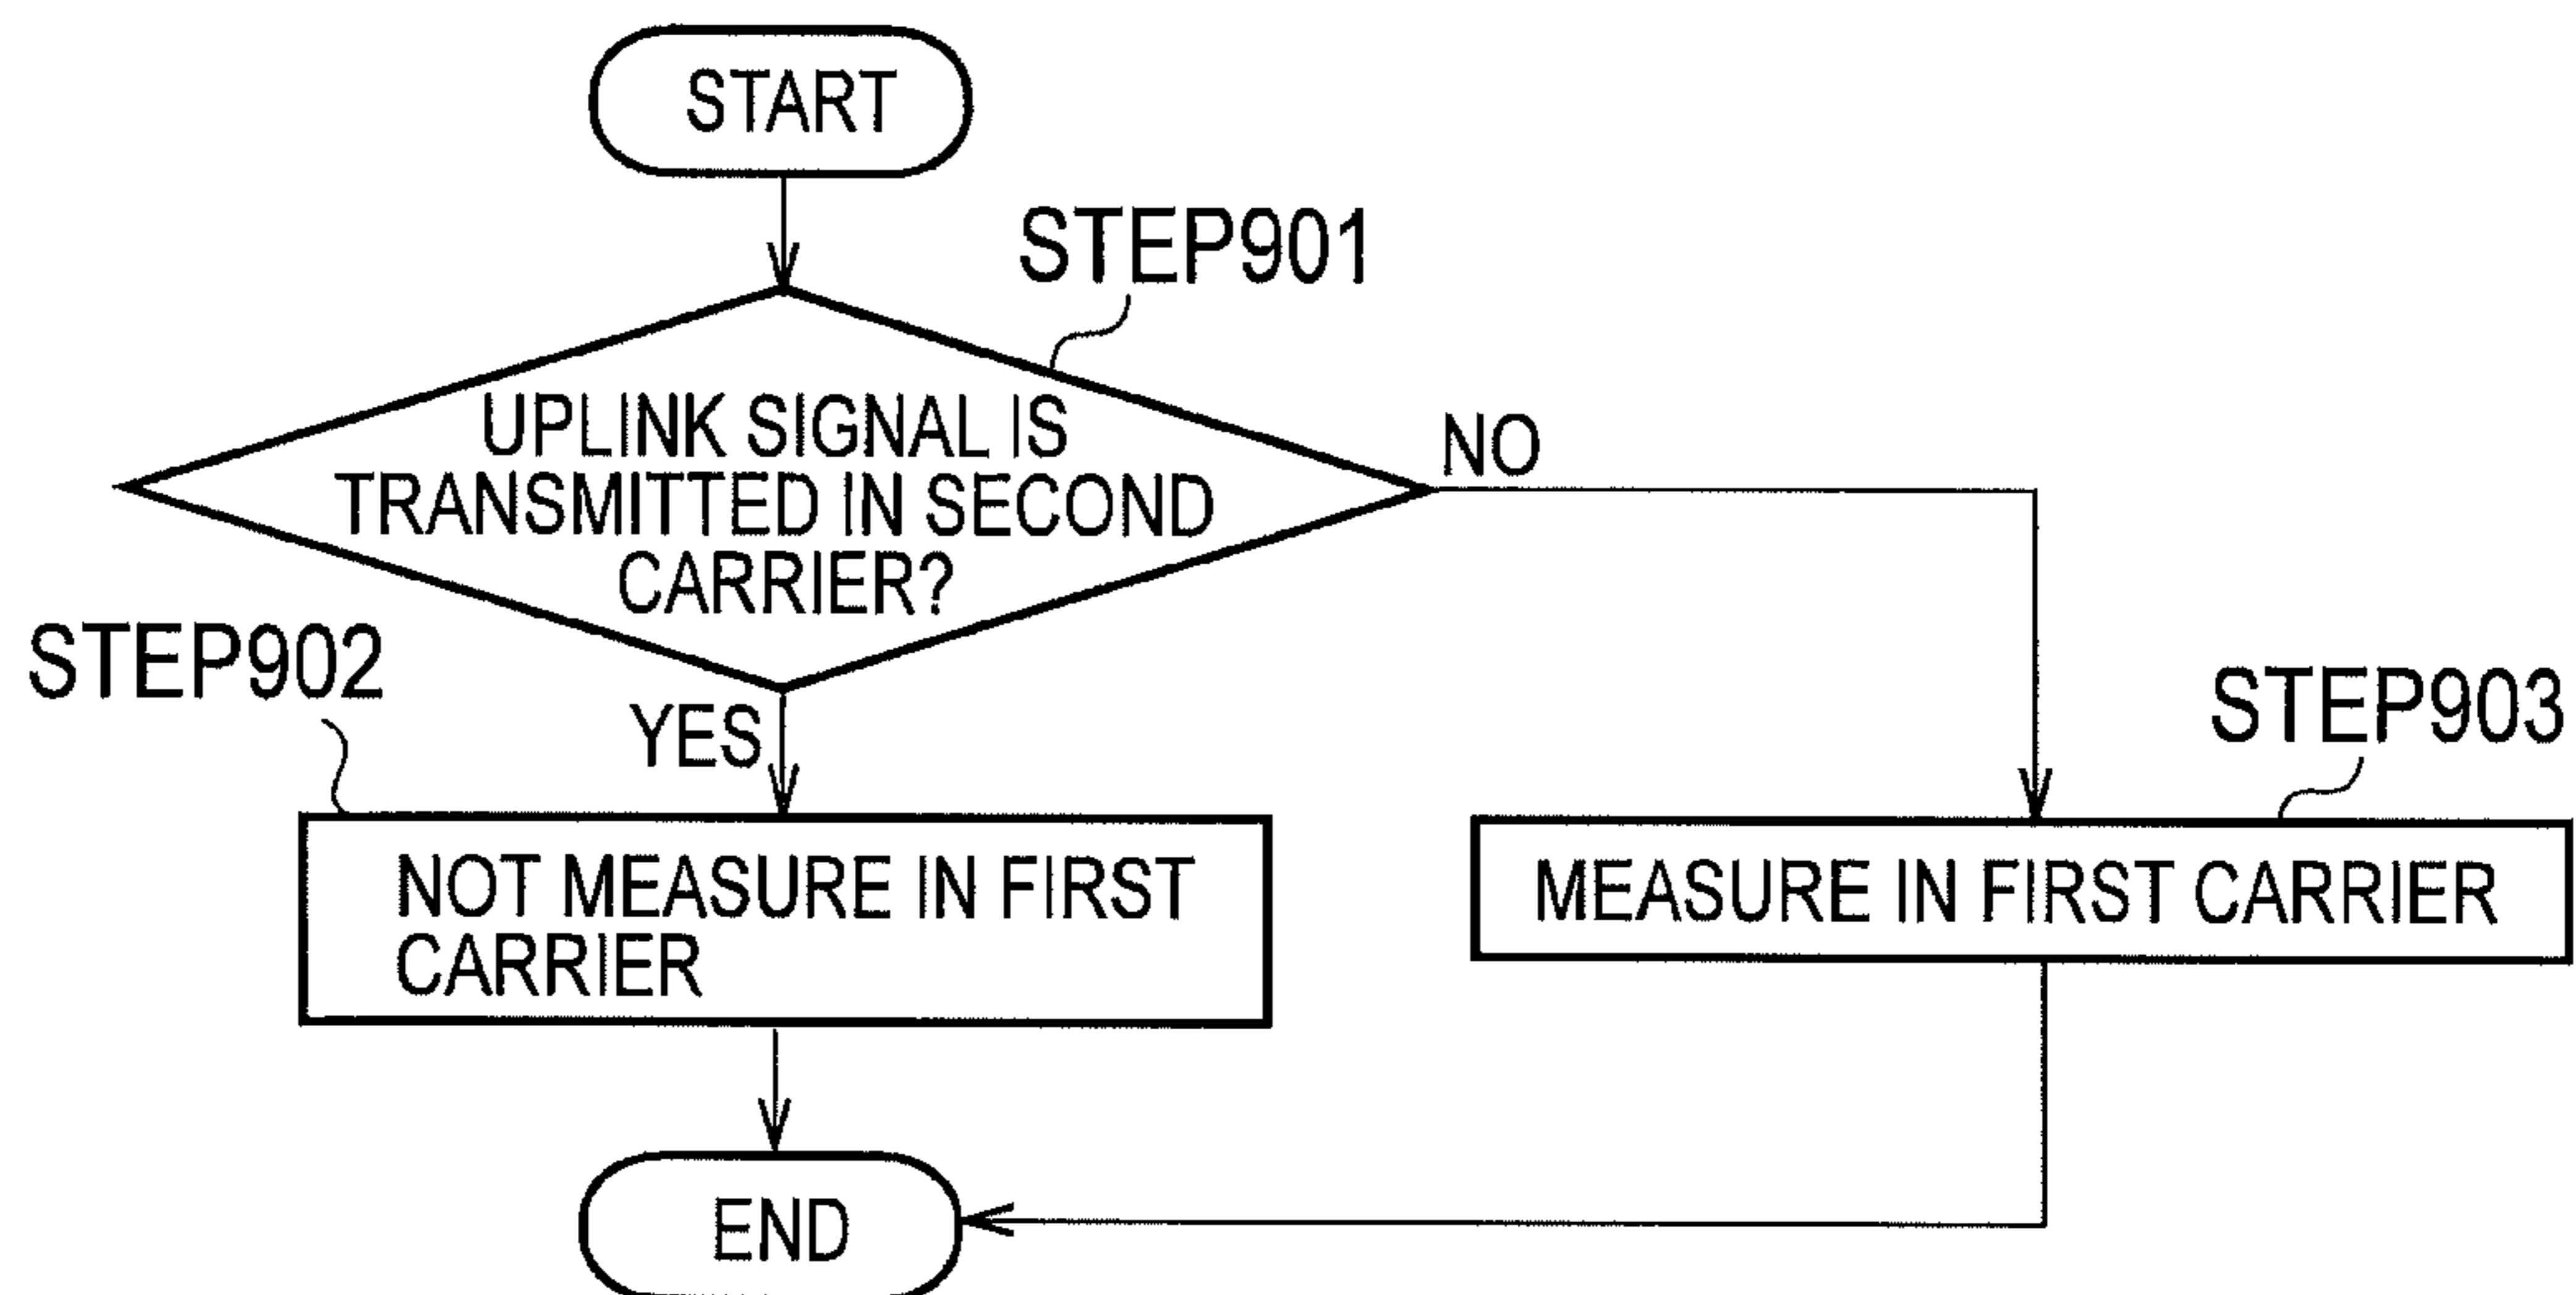 START
STEP901
UPLINK SIGNAL IS
TRANSMITTED IN SECOND
CARRIER?
NO
STEP902
YES
STEP903
NOT MEASURE IN FIRST
CARRIER
MEASURE IN FIRST CARRIER
END